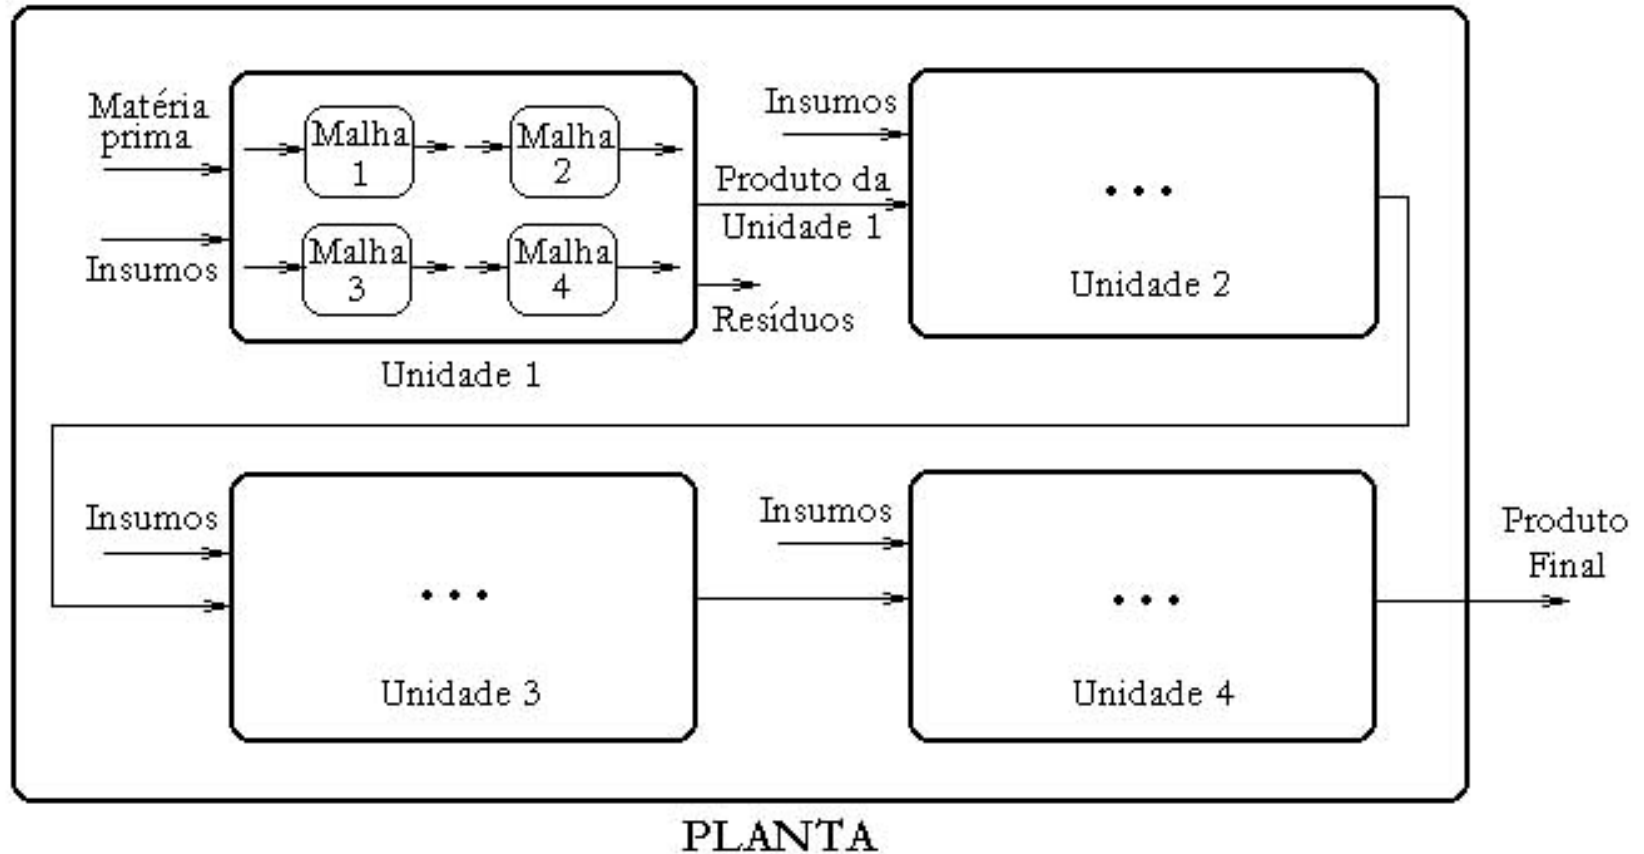 Matéria
prima
Insumos
Malha
1
Malha
2
Malha
3
Malha
4
Unidade 1
Insumos
Produto da
Unidade 1
Resíduos
• • •
Unidade 2
Insumos
• • •
Unidade 3
Insumos
• • •
Unidade 4
Produto
Final
PLANTA